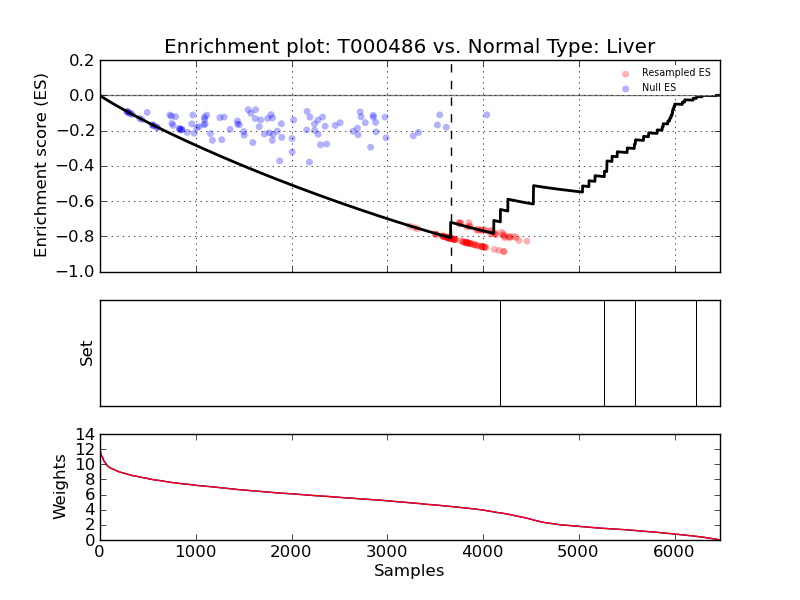 Enrichment plot: T000486 vs. Normal Type: Liver
Enrichment score (ES)
0.2
0.0
−0.2
−0.4
−0.6
−0.8
−1.0
Resampled ES
Null ES
Set
Weights
14
12
10
8
6
4
2
0
0 1000 2000 3000 4000 5000 6000
Samples